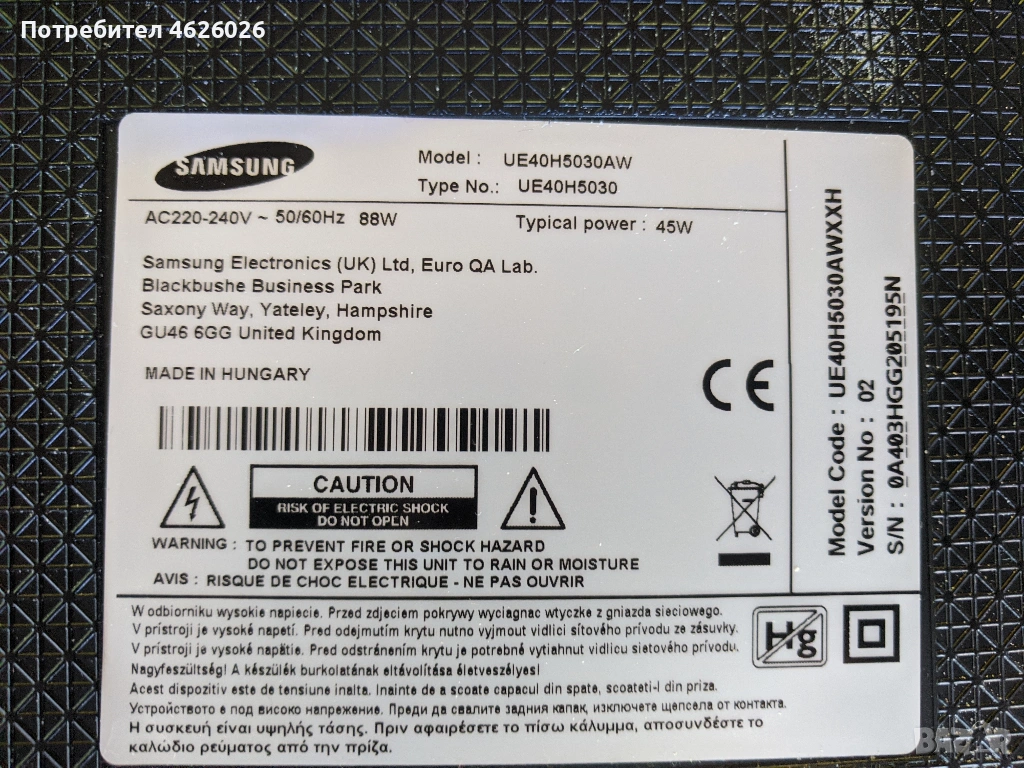 Потребител 4626026
SAMSUNG
Model : UE40H5030AW
Type No.: UE40H5030
AC220-240V ~ 50/60Hz 88W
Typical power : 45W
Samsung Electronics (UK) Ltd, Euro QA Lab.
Blackbushe Business Park
Saxony Way, Yateley, Hampshire
GU46 6GG United Kingdom
MADE IN HUNGARY
CE
CAUTION
RISK OF ELECTRIC SHOCK
DO NOT OPEN
WARNING : TO PREVENT FIRE OR SHOCK HAZARD
DO NOT EXPOSE THIS UNIT TO RAIN OR MOISTURE
AVIS : RISQUE DE CHOC ELECTRIQUE - NE PAS OUVRIR
Model Code : UE40H5030AWXXH
Version No : 02
S/N : 0A403HGG205195N
W odbiorniku wysokie napiecie. Przed zdjeciem pokrywy wyciagnac wtyczke z gniazda sieciowego.
V prístroji je vysoké napetí. Pred odejmutím krytu nutno vyjmout vidlici sítového prívodu ze zásuvky.
V prístroji je vysoké napätie. Pred odstránením krytu je potrebné vytiahnut vidlicu sietového prívodu.
Nagyfeszültség! A készülék burkolatának eltávolítása életveszélyes!
Acest dispozitiv este de tensiune inalta. Inainte de a scoate capacul din spate, scoateti-l din priza.
Устройството е под високо напрежение. Преди да свалите задния капак, изключете щепсела от контакта.
Η συσκευή είναι υψηλής τάσης. Πριν αφαιρέσετε το πίσω κάλυμμα, αποσυνδέστε το
καλώδιο ρεύματος από την πρίζα.
Hg
BAZAR